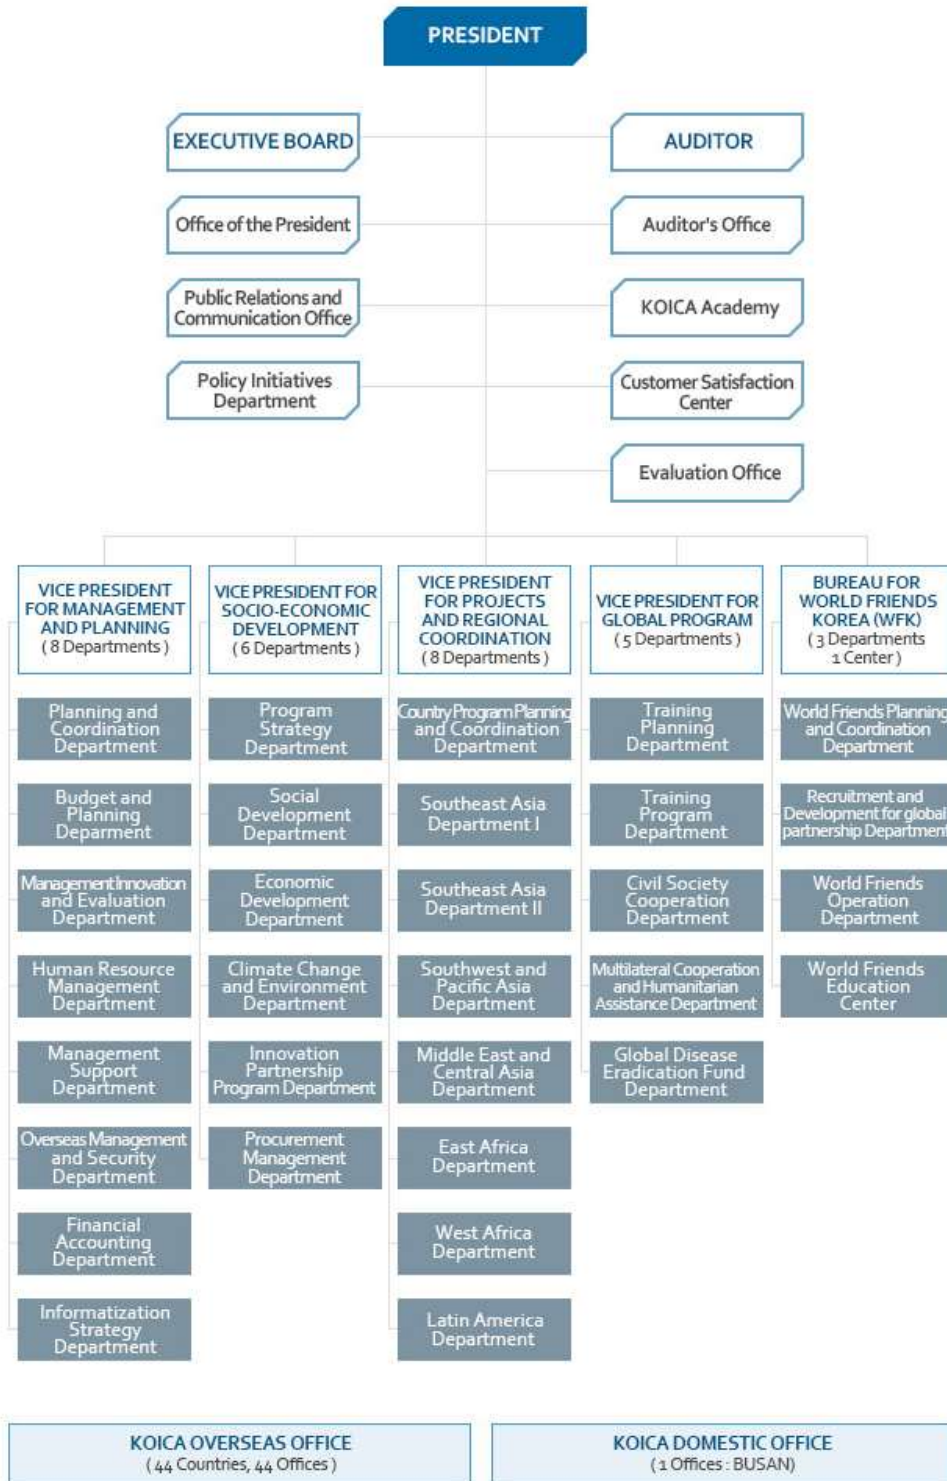 PRESIDENT
EXECUTIVE BOARD
AUDITOR
Office of the President
Auditor's Office
Public Relations and
Communication Office
KOICA Academy
Policy Initiatives
Department
Customer Satisfaction
Center
Evaluation Office
VICE PRESIDENT
FOR MANAGEMENT
AND PLANNING
( 8 Departments )
Planning and
Coordination
Department
Budget and
Planning
Deparment
Management Innovation
and Evaluation
Department
Human Resource
Management
Department
Management
Support
Department
Overseas Management
and Security
Department
Financial
Accounting
Department
Informatization
Strategy
Department
VICE PRESIDENT FOR
SOCIO-ECONOMIC
DEVELOPMENT
( 6 Departments )
Program
Strategy
Department
Social
Development
Department
Economic
Development
Department
Climate Change
and Environment
Department
Innovation
Partnership
Program Department
Procurement
Management
Department
VICE PRESIDENT
FOR PROJECTS
AND REGIONAL
COORDINATION
( 8 Departments )
Country Program Planning
and Coordination
Department
Southeast Asia
Department I
Southeast Asia
Department II
Southwest and
Pacific Asia
Department
Middle East and
Central Asia
Department
East Africa
Department
West Africa
Department
Latin America
Department
VICE PRESIDENT FOR
GLOBAL PROGRAM
( 5 Departments )
Training
Planning
Department
Training
Program
Department
Civil Society
Cooperation
Department
Multilateral Cooperation
and Humanitarian
Assistance Department
Global Disease
Eradication Fund
Department
BUREAU FOR
WORLD FRIENDS
KOREA (WFK)
( 3 Departments
1 Center )
World Friends Planning
and Coordination
Department
Recruitment and
Development for global
partnership Department
World Friends
Operation
Department
World Friends
Education
Center
KOICA OVERSEAS OFFICE
( 44 Countries, 44 Offices )
KOICA DOMESTIC OFFICE
( 1 Offices : BUSAN)